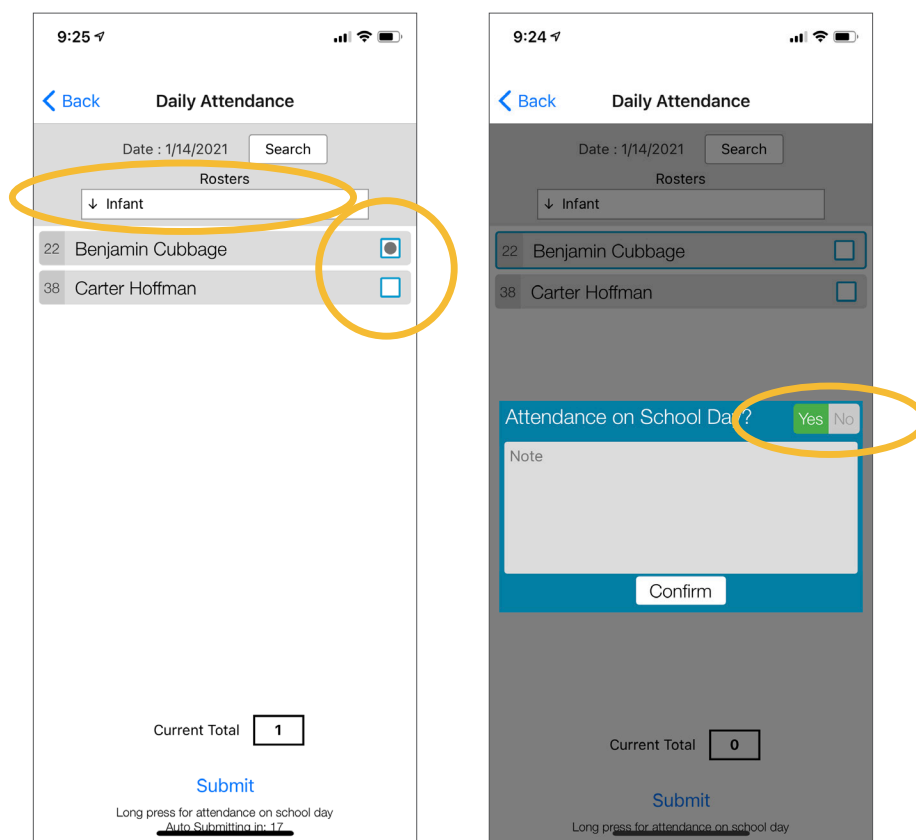 9:25
Back Daily Attendance
Date : 1/14/2021 Search
Rosters
↓ Infant
22 Benjamin Cubbage
38 Carter Hoffman
Current Total 1
Submit
Long press for attendance on school day
Auto Submitting in: 17
9:24
Back Daily Attendance
Date : 1/14/2021 Search
Rosters
↓ Infant
22 Benjamin Cubbage
38 Carter Hoffman
Attendance on School Day? Yes No
Note
Confirm
Current Total 0
Submit
Long press for attendance on school day